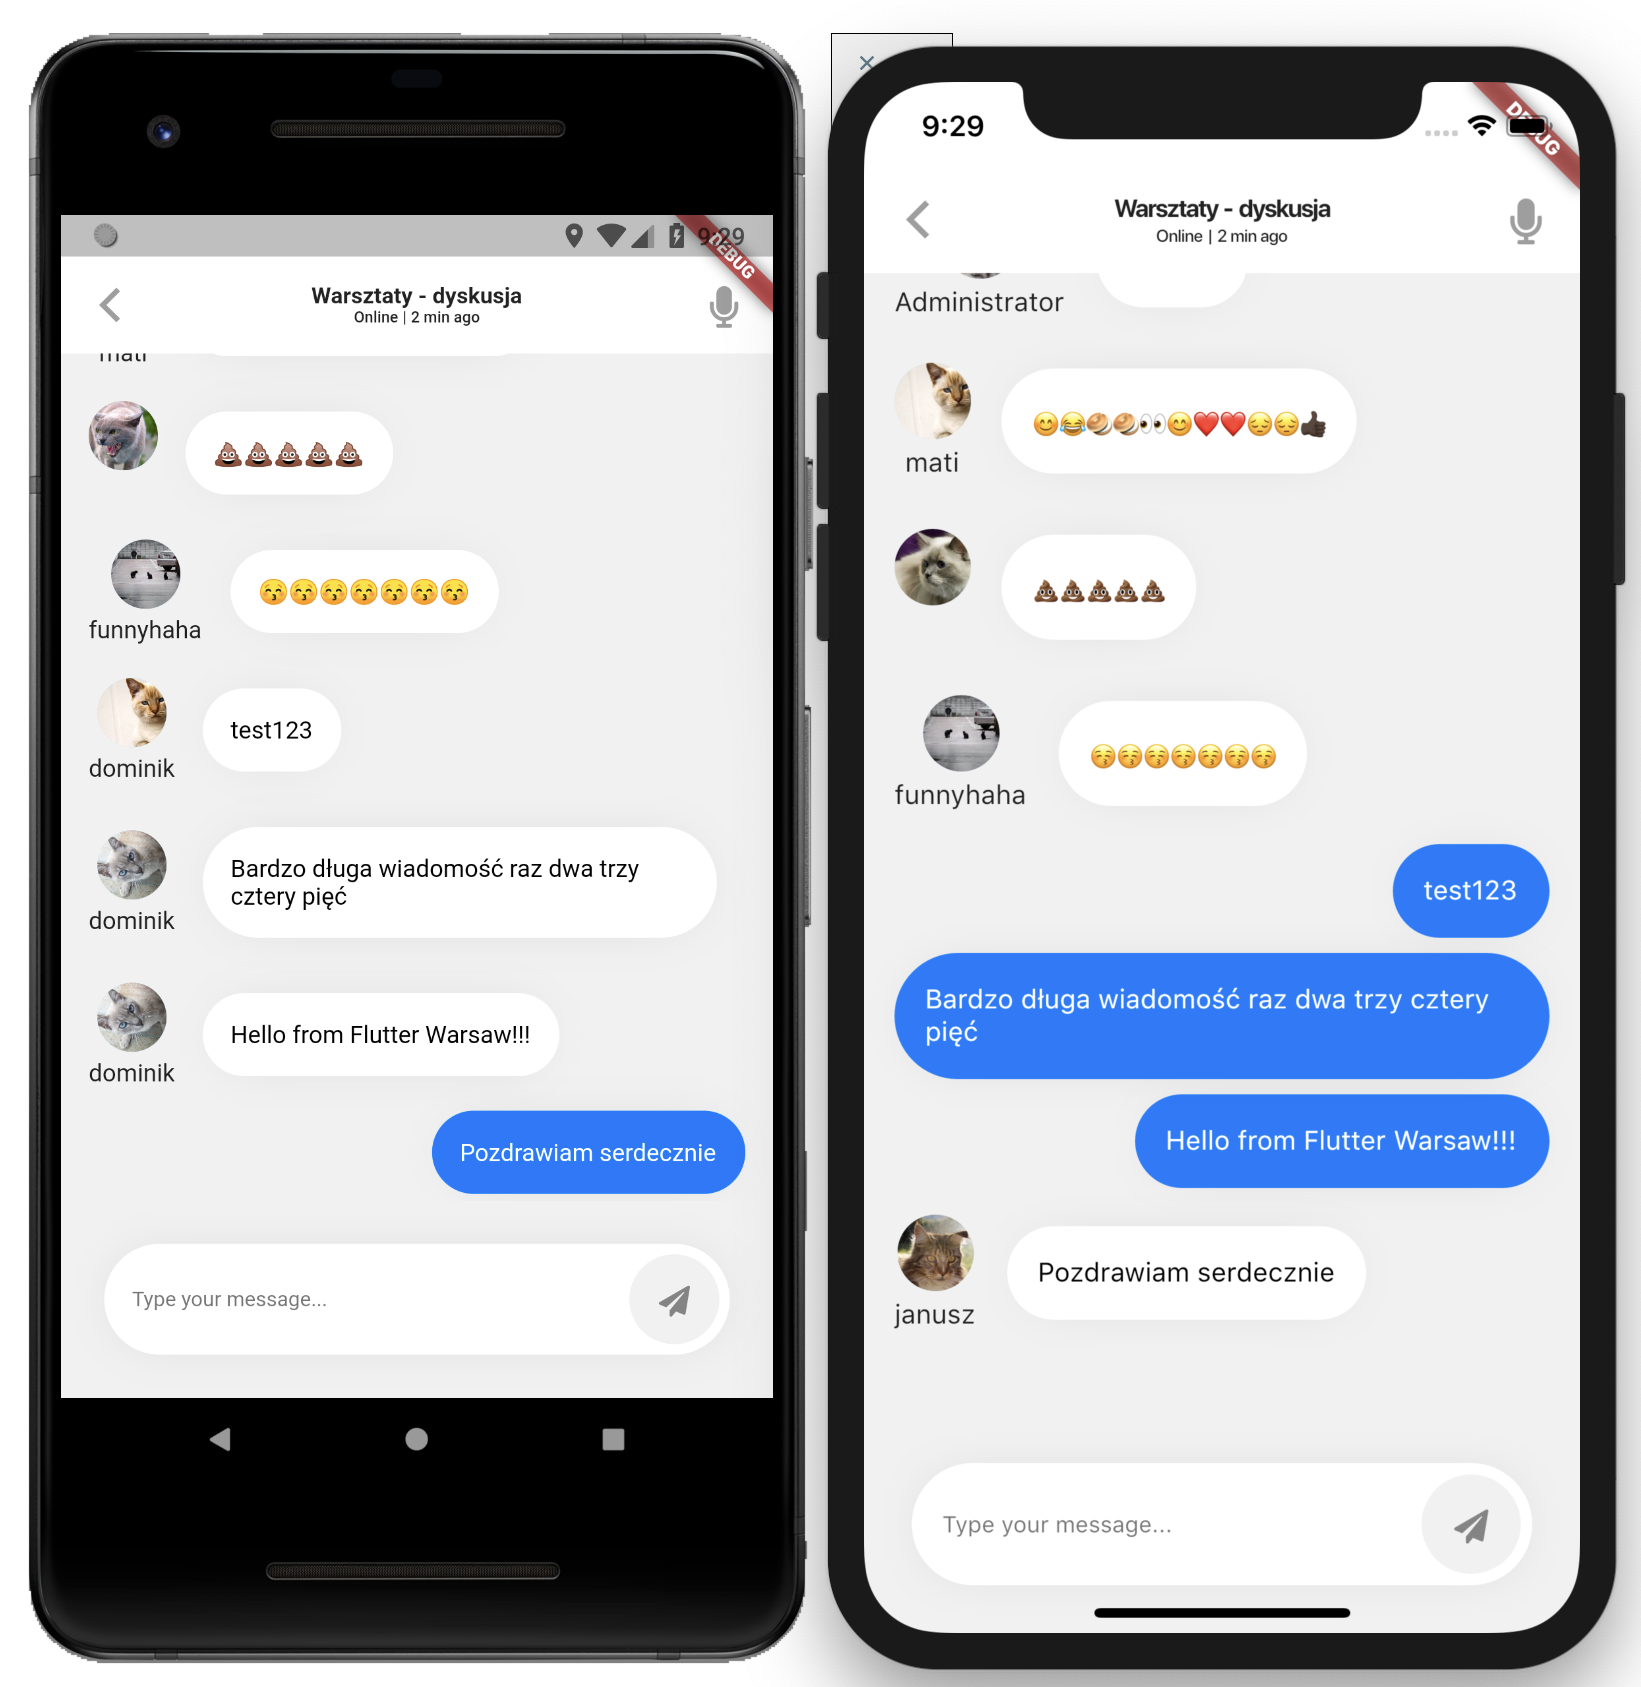 9:29
DEBUG
Warsztaty - dyskusja
Online | 2 min ago
mati
😚😚😚😚😚😚😚
funnyhaha
test123
dominik
Bardzo długa wiadomość raz dwa trzy
cztery pięć
dominik
Hello from Flutter Warsaw!!!
dominik
Pozdrawiam serdecznie
Type your message...
9:29
DEBUG
Warsztaty - dyskusja
Online | 2 min ago
Administrator
mati
funnyhaha
test123
Bardzo długa wiadomość raz dwa trzy cztery
pięć
Hello from Flutter Warsaw!!!
Pozdrawiam serdecznie
janusz
Type your message...